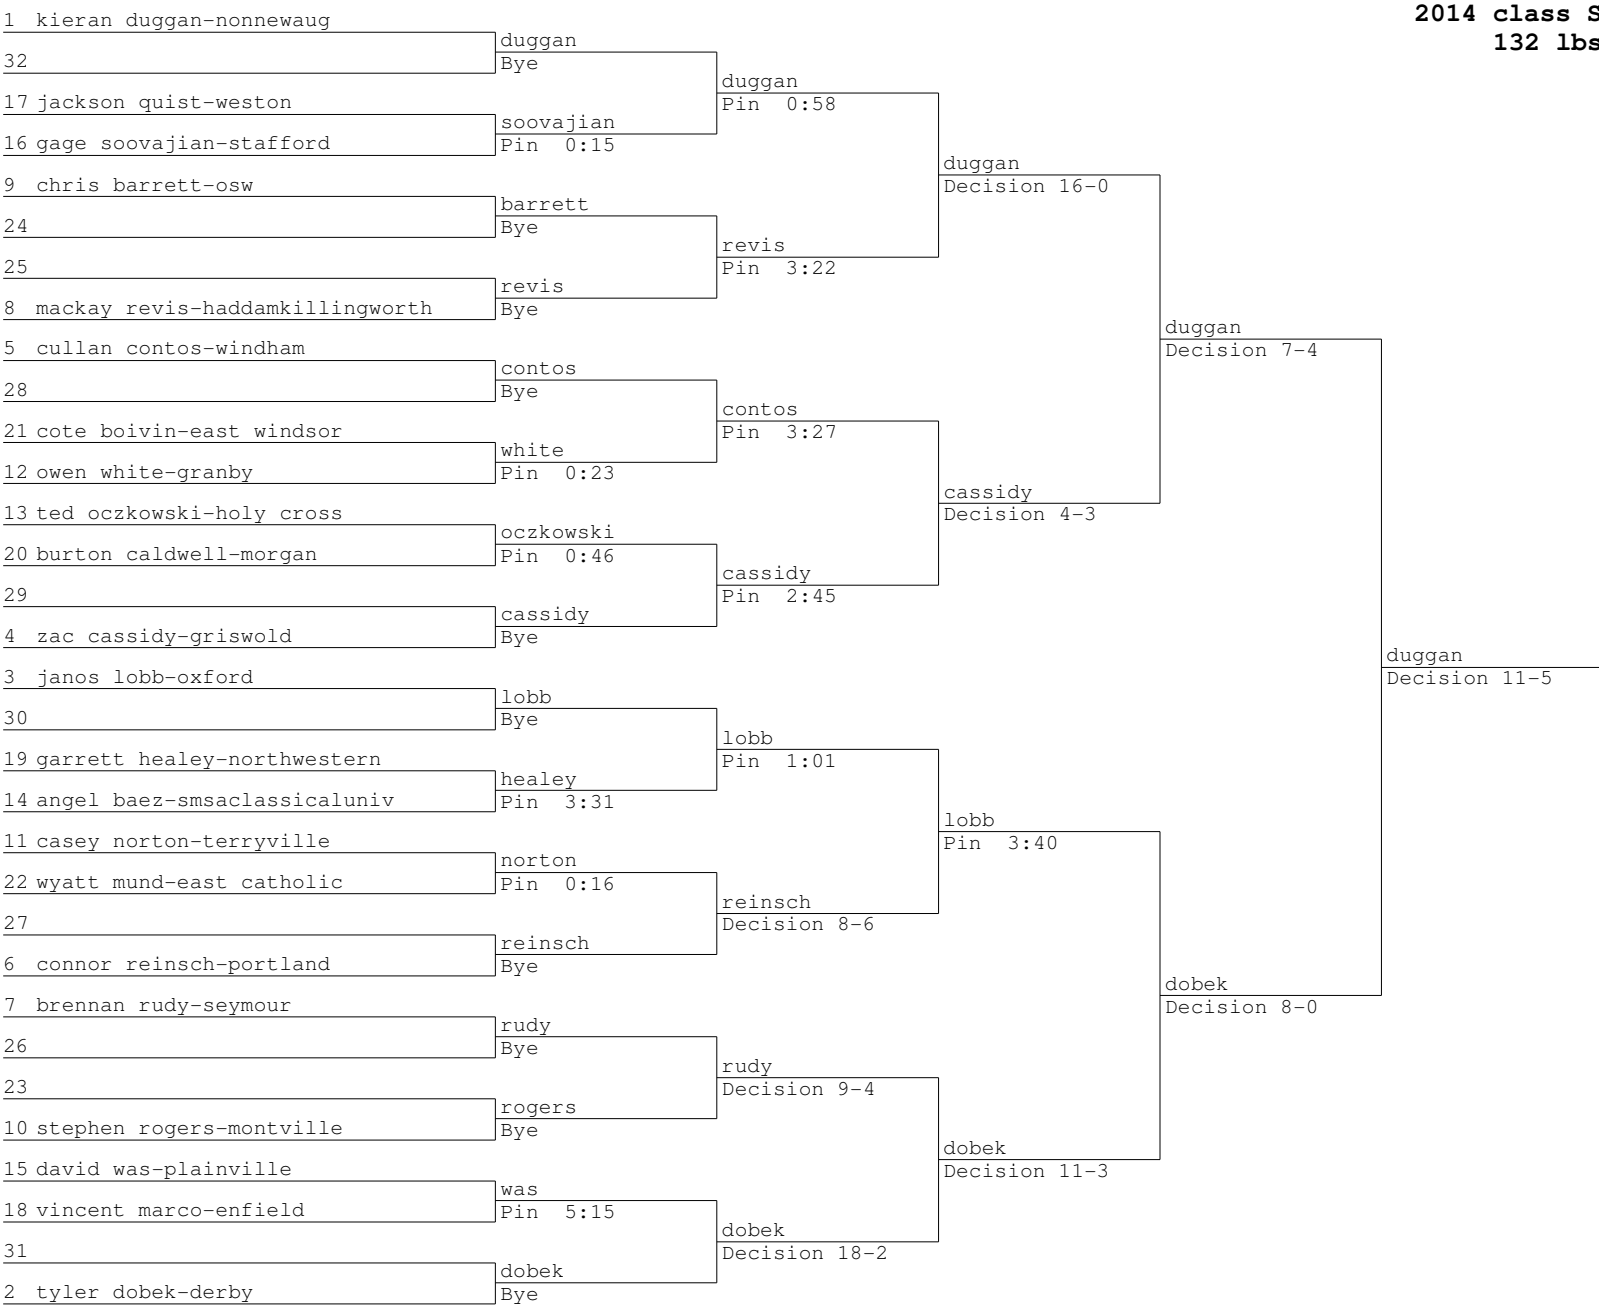 2014 class S
132 lbs
1 kieran duggan-nonnewaug
duggan
32
Bye
duggan
17 jackson quist-weston
Pin 0:58
soovajian
16 gage soovajian-stafford
Pin 0:15
duggan
9 chris barrett-osw
Decision 16-0
barrett
24
Bye
revis
25
Pin 3:22
revis
8 mackay revis-haddamkillingworth
Bye
duggan
5 cullan contos-windham
Decision 7-4
contos
28
Bye
contos
21 cote boivin-east windsor
Pin 3:27
white
12 owen white-granby
Pin 0:23
cassidy
13 ted oczkowski-holy cross
Decision 4-3
oczkowski
20 burton caldwell-morgan
Pin 0:46
cassidy
29
Pin 2:45
cassidy
4 zac cassidy-griswold
Bye
duggan
3 janos lobb-oxford
Decision 11-5
lobb
30
Bye
lobb
19 garrett healey-northwestern
Pin 1:01
healey
14 angel baez-smsaclassicaluniv
Pin 3:31
lobb
11 casey norton-terryville
Pin 3:40
norton
22 wyatt mund-east catholic
Pin 0:16
reinsch
27
Decision 8-6
reinsch
6 connor reinsch-portland
Bye
dobek
7 brennan rudy-seymour
Decision 8-0
rudy
26
Bye
rudy
23
Decision 9-4
rogers
10 stephen rogers-montville
Bye
dobek
15 david was-plainville
Decision 11-3
was
18 vincent marco-enfield
Pin 5:15
dobek
31
Decision 18-2
dobek
2 tyler dobek-derby
Bye